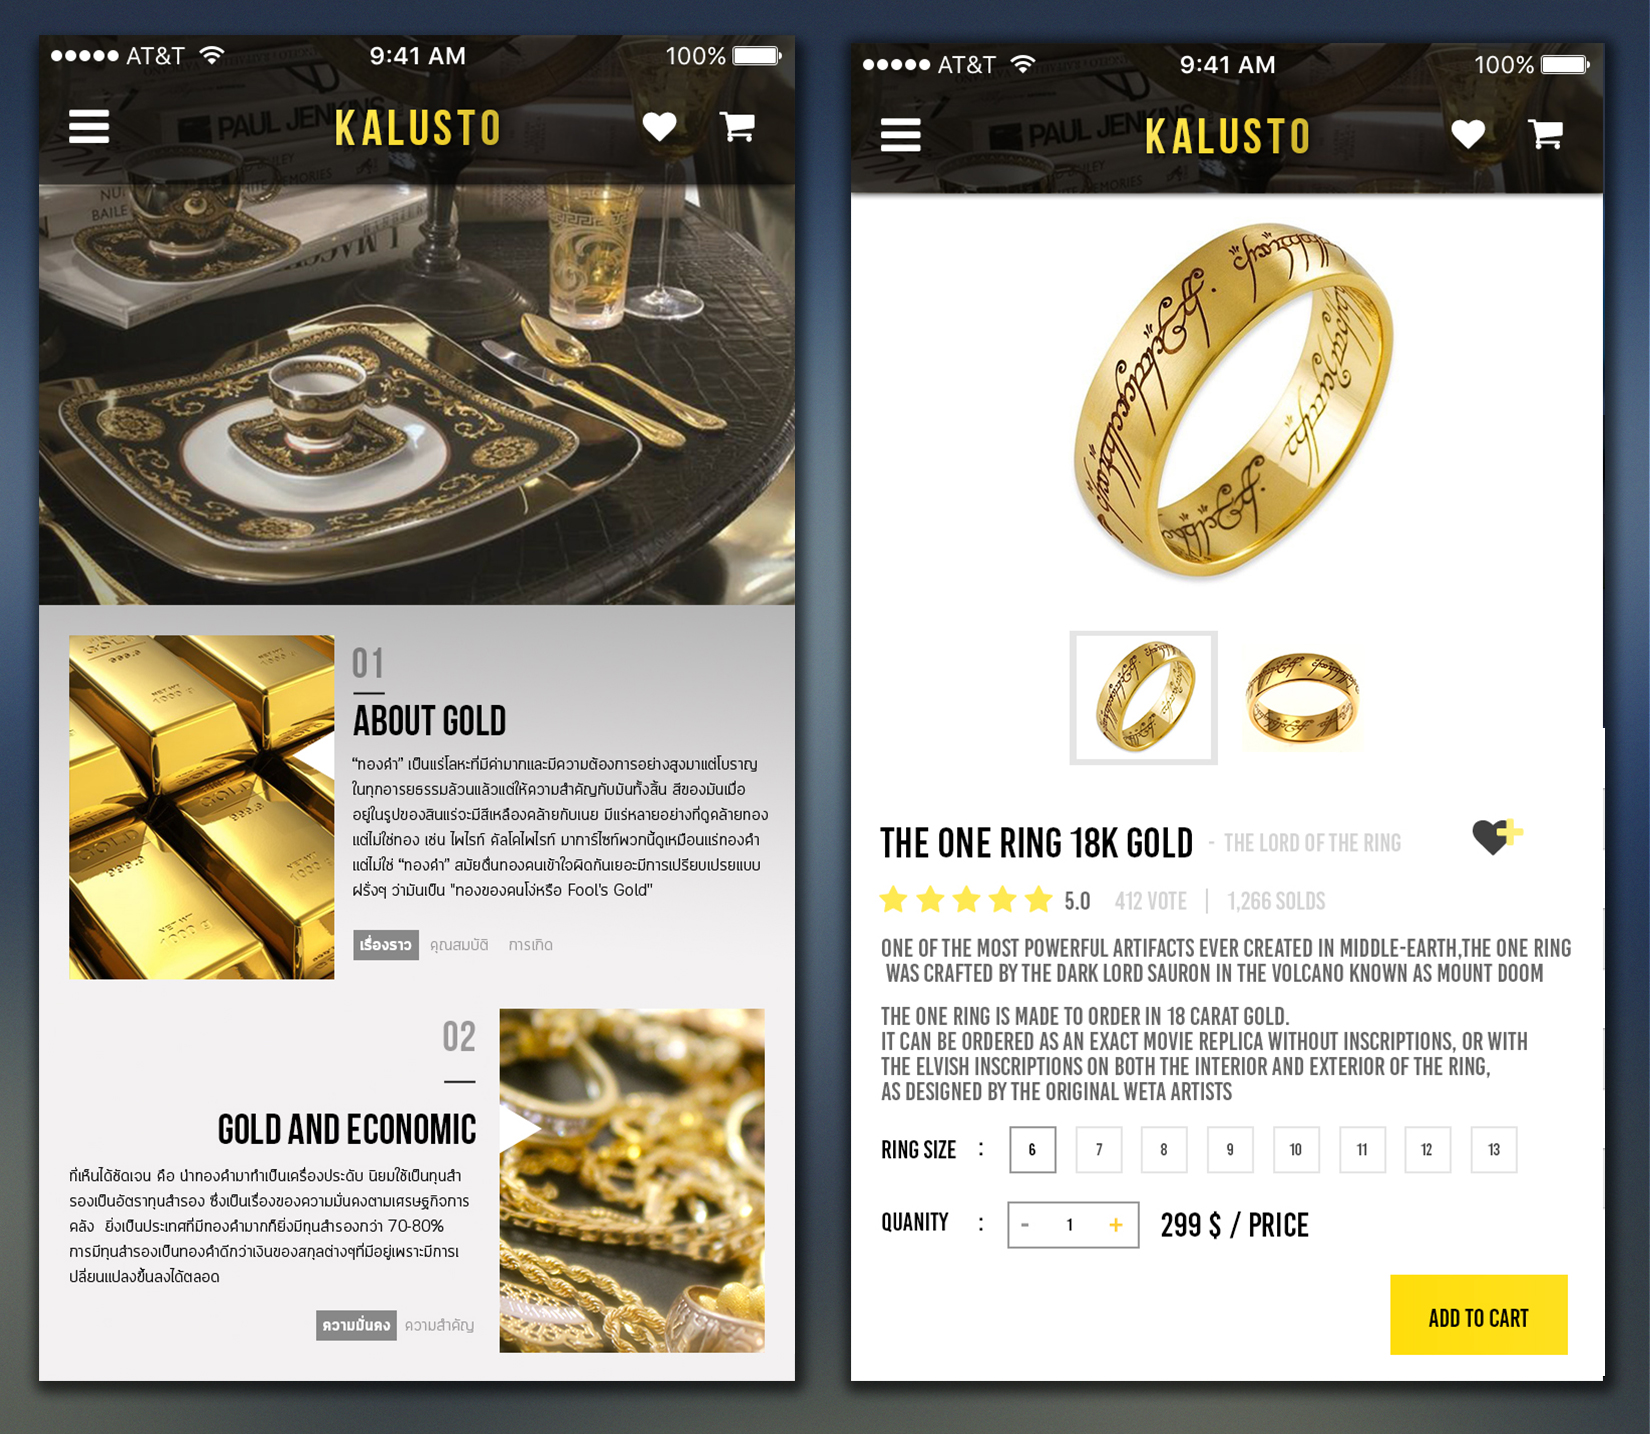 AT&T 9:41 AM 100%
PAUL JENKINS
KALUSTO
01
ABOUT GOLD
“ทองคำ” เป็นแร่โลหะที่มีค่ามากและมีความต้องการอย่างสูงมาแต่โบราญ
ในทุกอารยธรรมล้วนแล้วแต่ให้ความสำคัญกับมันทั้งสิ้น สีของมันเมื่อ
อยู่ในรูปของสินแร่จะมีสีเหลืองคล้ายกับเนย มีแร่หลายอย่างที่ดูคล้ายทอง
แต่ไม่ใช่ทอง เช่น ไพไรท์ คัลโคไพไรท์ มาการ์ไซท์พวกนี้ดูเหมือนแร่ทองคำ
แต่ไม่ใช่ “ทองคำ” สมัยตื่นทองคนเข้าใจผิดกันเยอะมีการเปรียบเปรยแบบ
ฝรั่งๆ ว่ามันเป็น "ทองของคนโง่หรือ Fool's Gold"
เรื่องราว คุณสมบัติ การเกิด
02
GOLD AND ECONOMIC
ที่เห็นได้ชัดเจน คือ นำทองคำมาทำเป็นเครื่องประดับ นิยมใช้เป็นทุนสำ
รองเป็นอัตราทุนสำรอง ซึ่งเป็นเรื่องของความมั่นคงตามเศรษฐกิจการ
คลัง ยิ่งเป็นประเทศที่มีทองคำมากก็ยิ่งมีทุนสำรองกว่า 70-80%
การมีทุนสำรองเป็นทองคำดีกว่าเงินของสกุลต่างๆที่มีอยู่เพราะมีการเ
ปลี่ยนแปลงขึ้นลงได้ตลอด
ความมั่นคง ความสำคัญ
AT&T 9:41 AM 100%
KALUSTO
THE ONE RING 18K GOLD - THE LORD OF THE RING
5.0 412 VOTE | 1,266 SOLDS
ONE OF THE MOST POWERFUL ARTIFACTS EVER CREATED IN MIDDLE-EARTH,THE ONE RING
WAS CRAFTED BY THE DARK LORD SAURON IN THE VOLCANO KNOWN AS MOUNT DOOM
THE ONE RING IS MADE TO ORDER IN 18 CARAT GOLD.
IT CAN BE ORDERED AS AN EXACT MOVIE REPLICA WITHOUT INSCRIPTIONS, OR WITH
THE ELVISH INSCRIPTIONS ON BOTH THE INTERIOR AND EXTERIOR OF THE RING,
AS DESIGNED BY THE ORIGINAL WETA ARTISTS
RING SIZE : 6 7 8 9 10 11 12 13
QUANITY : - 1 + 299 $ / PRICE
ADD TO CART